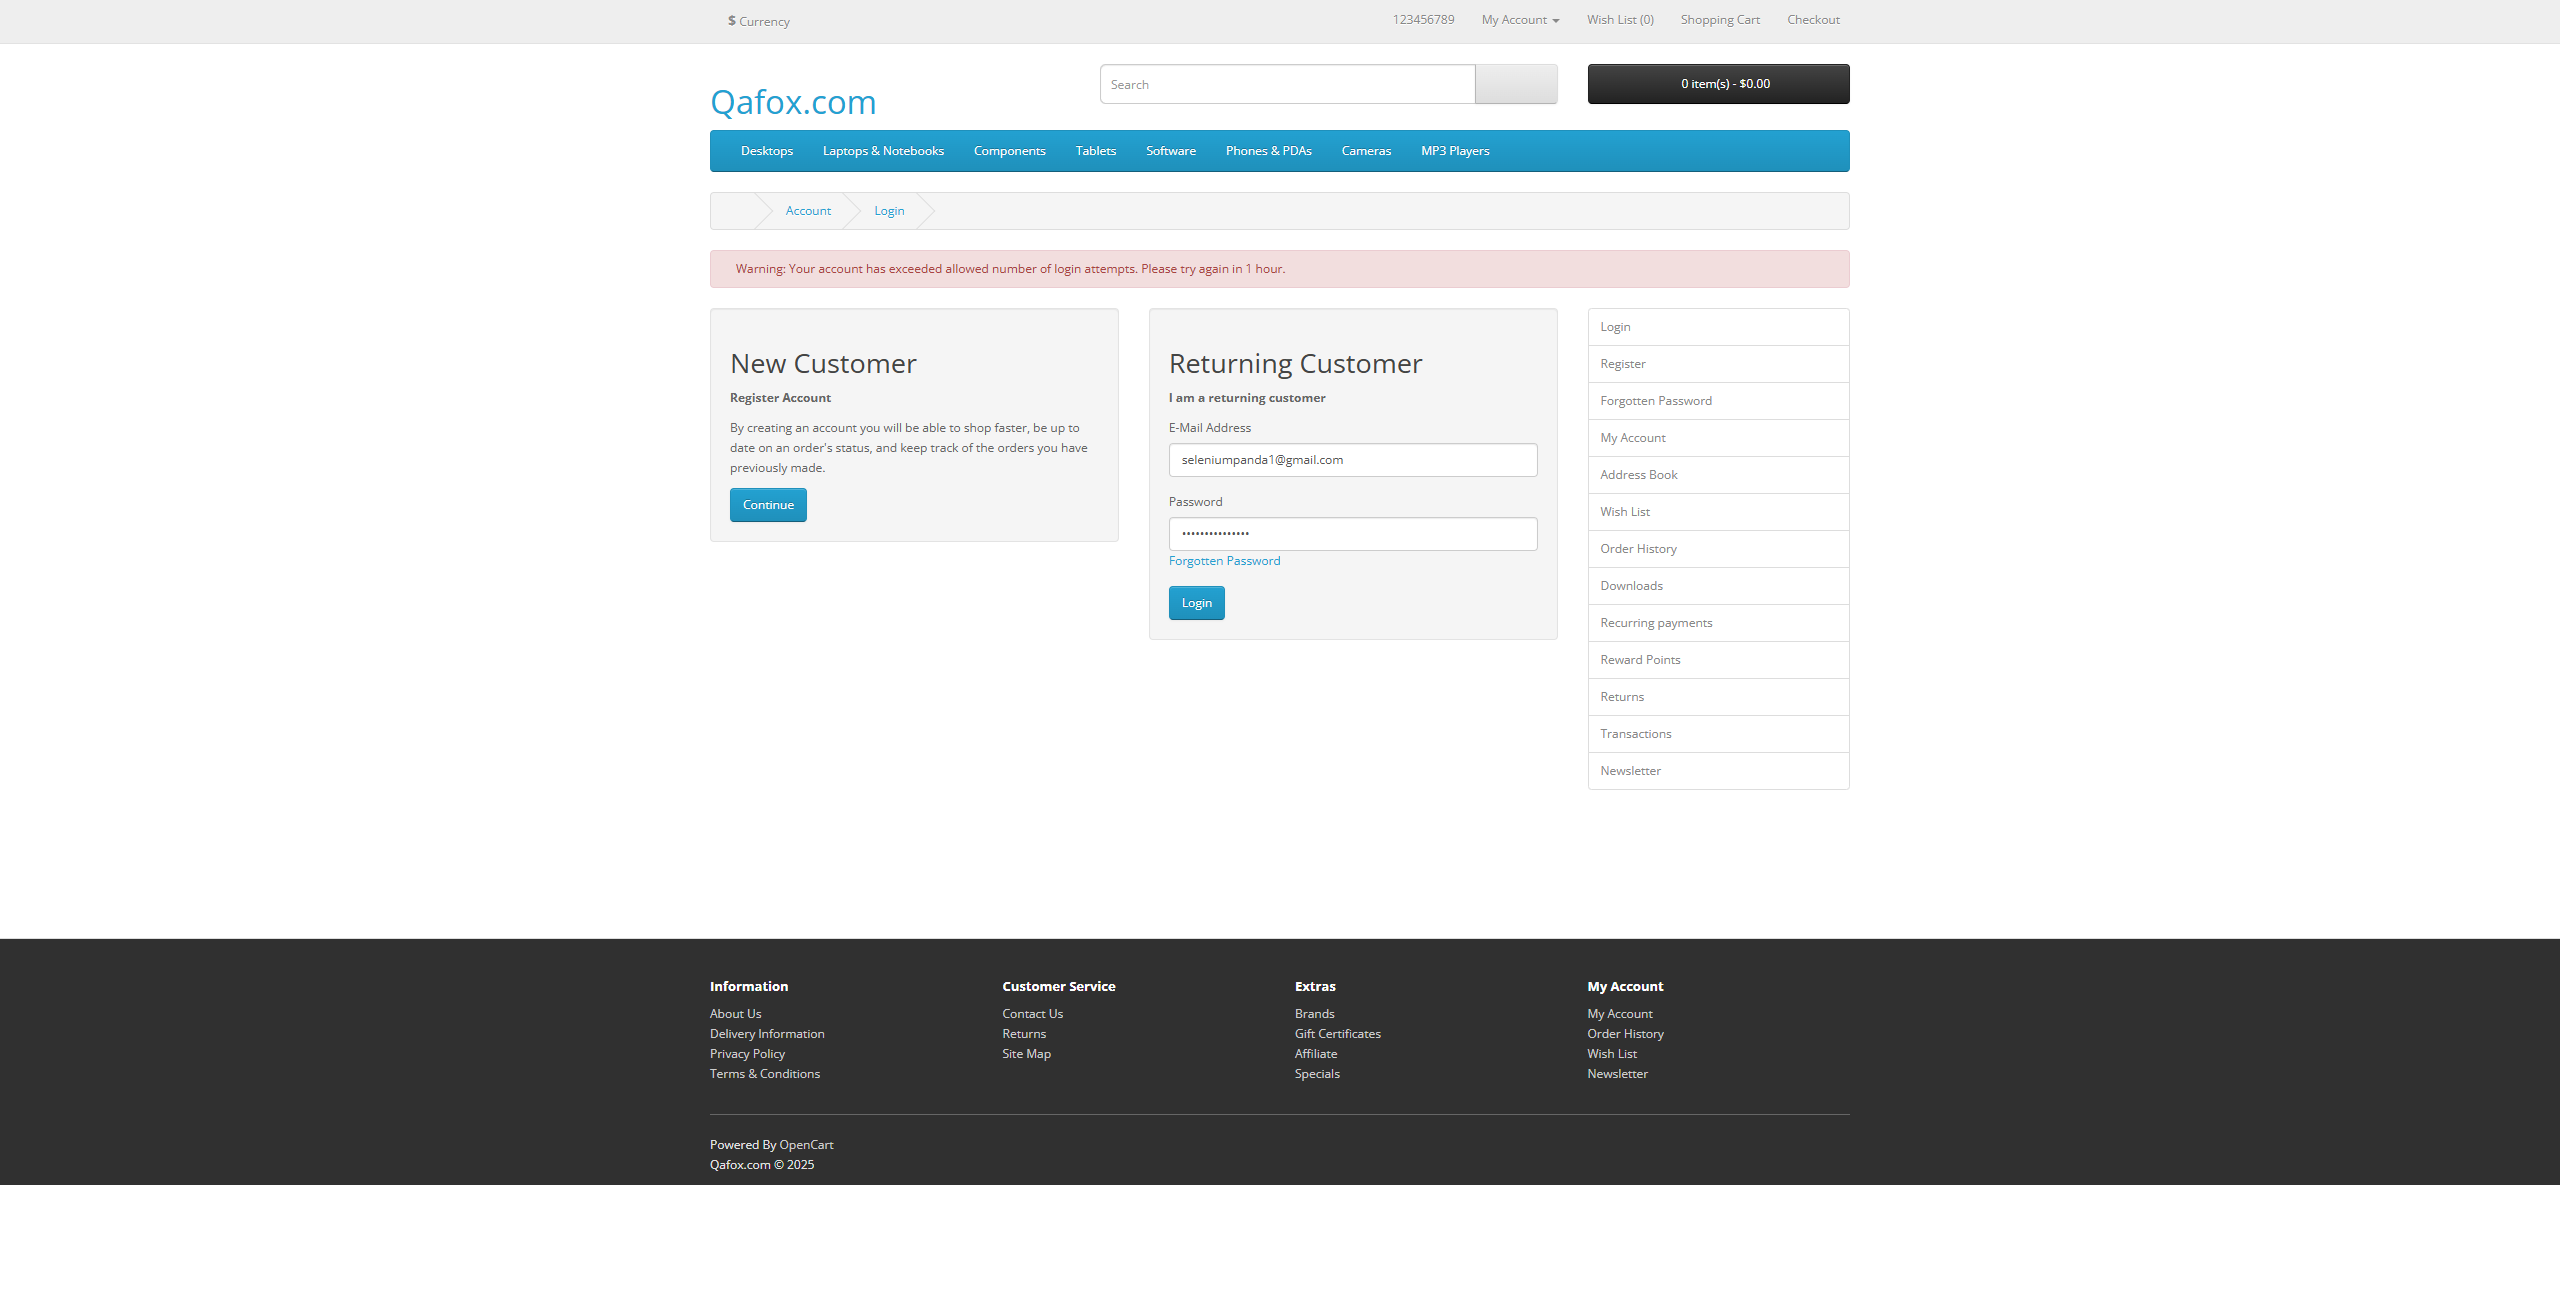 $ Currency
123456789
My Account
Wish List (0)
Shopping Cart
Checkout
Qafox.com
Search
0 item(s) - $0.00
Desktops
Laptops & Notebooks
Components
Tablets
Software
Phones & PDAs
Cameras
MP3 Players
Account
Login
Warning: Your account has exceeded allowed number of login attempts. Please try again in 1 hour.
New Customer
Register Account
By creating an account you will be able to shop faster, be up to
date on an order's status, and keep track of the orders you have
previously made.
Continue
Returning Customer
I am a returning customer
E-Mail Address
seleniumpanda1@gmail.com
Password
•••••••••••••••
Forgotten Password
Login
Login
Register
Forgotten Password
My Account
Address Book
Wish List
Order History
Downloads
Recurring payments
Reward Points
Returns
Transactions
Newsletter
Information
About Us
Delivery Information
Privacy Policy
Terms & Conditions
Customer Service
Contact Us
Returns
Site Map
Extras
Brands
Gift Certificates
Affiliate
Specials
My Account
My Account
Order History
Wish List
Newsletter
Powered By OpenCart
Qafox.com © 2025